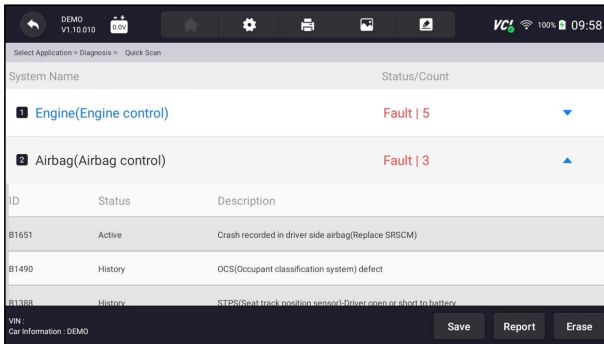 DEMO
V1.10.010
0.0V
VCI 100% 09:58
Select Application > Diagnosis > Quick Scan
System Name Status/Count
1 Engine(Engine control) Fault | 5
2 Airbag(Airbag control) Fault | 3
ID Status Description
B1651 Active Crash recorded in driver side airbag(Replace SRSCM)
B1490 History OCS(Occupant classification system) defect
B1388 History STPS(Seat track position sensor)-Driver open or short to battery
VIN :
Car Information : DEMO
Save Report Erase